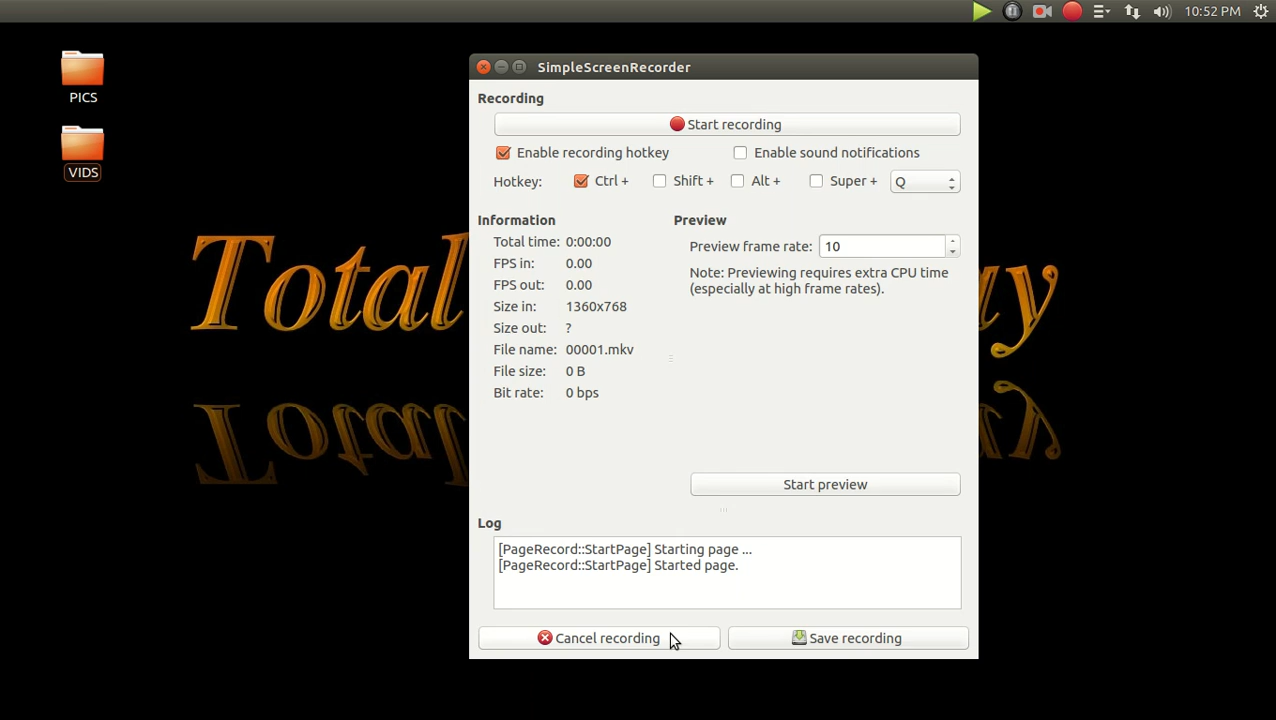 10:52 PM
PICS
VIDS
Total
y
SimpleScreenRecorder
Recording
Start recording
Enable recording hotkey
Enable sound notifications
Hotkey:
Ctrl +
Shift +
Alt +
Super +
Q
Information
Total time: 0:00:00
FPS in: 0.00
FPS out: 0.00
Size in: 1360x768
Size out: ?
File name: 00001.mkv
File size: 0 B
Bit rate: 0 bps
Preview
Preview frame rate: 10
Note: Previewing requires extra CPU time
(especially at high frame rates).
Start preview
Log
[PageRecord::StartPage] Starting page ...
[PageRecord::StartPage] Started page.
Cancel recording
Save recording